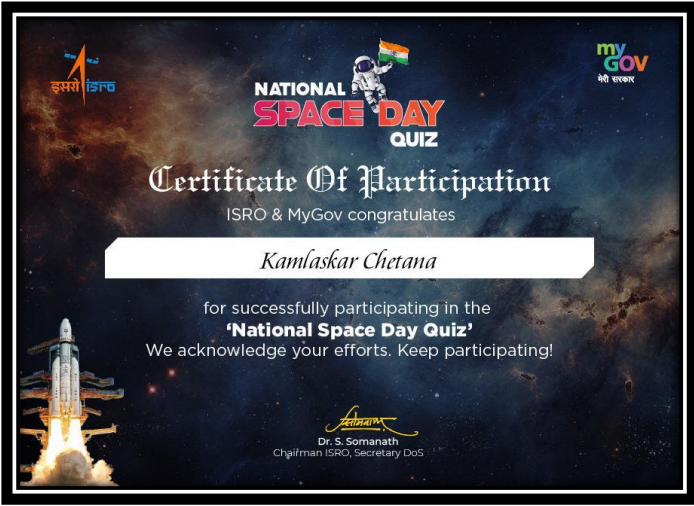 इसरो isro
my
GOV
मेरी सरकार
NATIONAL
SPACE DAY
QUIZ
Certificate Of Participation
ISRO & MyGov congratulates
Kamlaskar Chetana
for successfully participating in the
‘National Space Day Quiz’
We acknowledge your efforts. Keep participating!
सोमनाथ
Dr. S. Somanath
Chairman ISRO, Secretary DoS